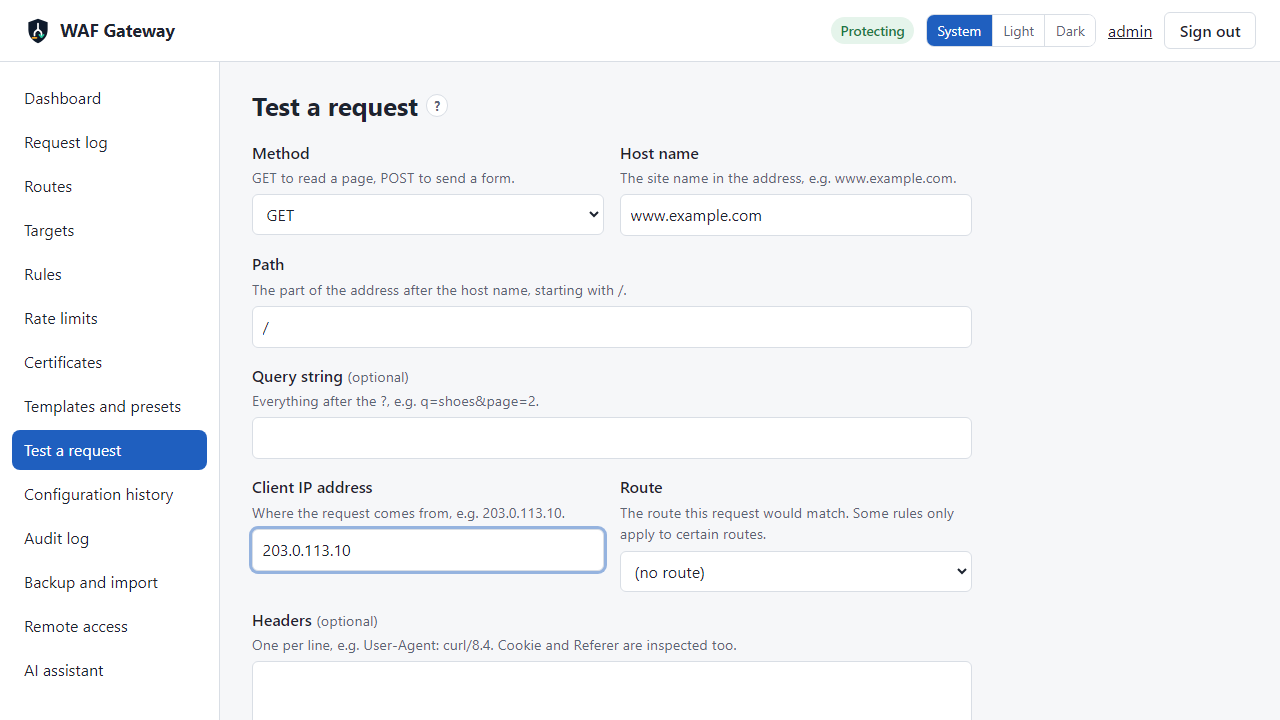 WAF Gateway
Protecting
System
Light
Dark
admin
Sign out
Dashboard
Request log
Routes
Targets
Rules
Rate limits
Certificates
Templates and presets
Test a request
Configuration history
Audit log
Backup and import
Remote access
AI assistant
Test a request ?
Method
GET to read a page, POST to send a form.
GET
Host name
The site name in the address, e.g. www.example.com.
www.example.com
Path
The part of the address after the host name, starting with /.
/
Query string (optional)
Everything after the ?, e.g. q=shoes&page=2.
Client IP address
Where the request comes from, e.g. 203.0.113.10.
203.0.113.10
Route
The route this request would match. Some rules only
apply to certain routes.
(no route)
Headers (optional)
One per line, e.g. User-Agent: curl/8.4. Cookie and Referer are inspected too.